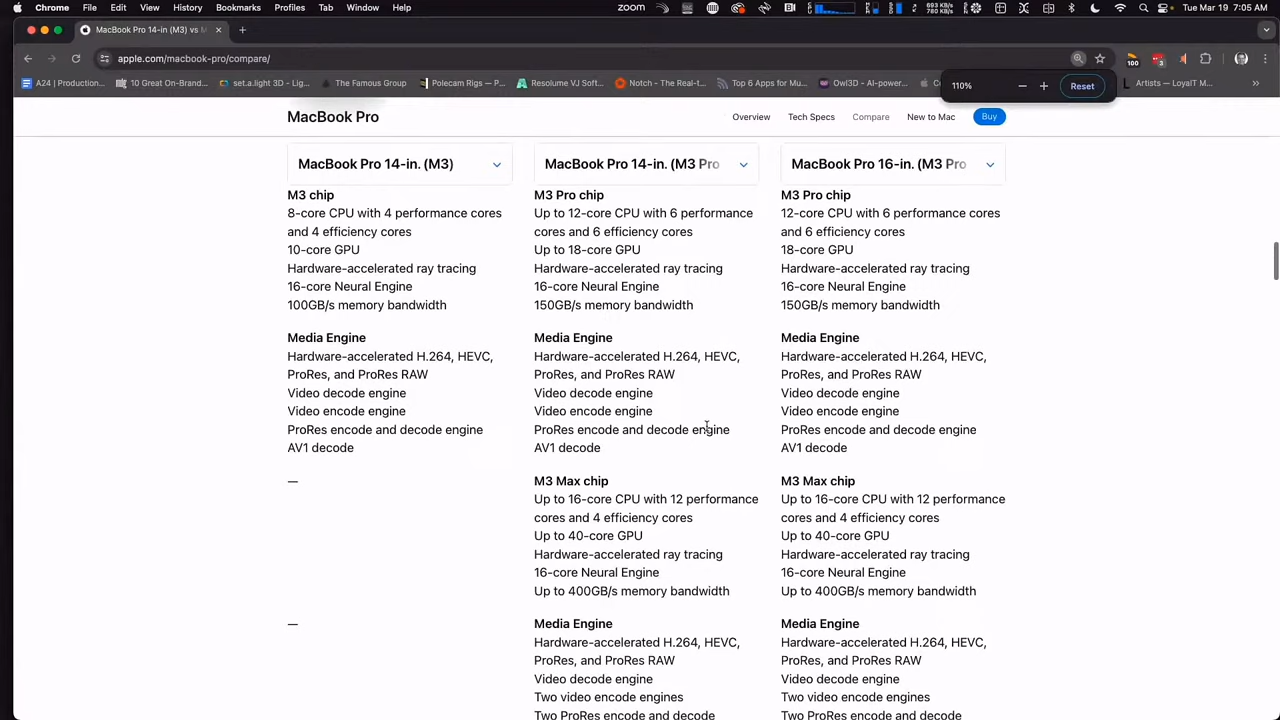 Chrome File Edit View History Bookmarks Profiles Tab Window Help zoom Tue Mar 19 7:05 AM
MacBook Pro 14-in (M3) vs M
apple.com/macbook-pro/compare/
A24 | Production... 10 Great On-Brand... set.a.light 3D - Lig... The Famous Group Polecam Rigs — P... Resolume VJ Soft... Notch - The Real-t... Top 6 Apps for Mu... Owl3D – AI-power... Artists — LoyalT M...
110% Reset
MacBook Pro
Overview Tech Specs Compare New to Mac Buy
MacBook Pro 14-in. (M3)
MacBook Pro 14-in. (M3 Pro
MacBook Pro 16-in. (M3 Pro
M3 chip
8-core CPU with 4 performance cores
and 4 efficiency cores
10-core GPU
Hardware-accelerated ray tracing
16-core Neural Engine
100GB/s memory bandwidth
Media Engine
Hardware-accelerated H.264, HEVC,
ProRes, and ProRes RAW
Video decode engine
Video encode engine
ProRes encode and decode engine
AV1 decode
—
—
M3 Pro chip
Up to 12-core CPU with 6 performance
cores and 6 efficiency cores
Up to 18-core GPU
Hardware-accelerated ray tracing
16-core Neural Engine
150GB/s memory bandwidth
Media Engine
Hardware-accelerated H.264, HEVC,
ProRes, and ProRes RAW
Video decode engine
Video encode engine
ProRes encode and decode engine
AV1 decode
M3 Max chip
Up to 16-core CPU with 12 performance
cores and 4 efficiency cores
Up to 40-core GPU
Hardware-accelerated ray tracing
16-core Neural Engine
Up to 400GB/s memory bandwidth
Media Engine
Hardware-accelerated H.264, HEVC,
ProRes, and ProRes RAW
Video decode engine
Two video encode engines
Two ProRes encode and decode
M3 Pro chip
12-core CPU with 6 performance cores
and 6 efficiency cores
18-core GPU
Hardware-accelerated ray tracing
16-core Neural Engine
150GB/s memory bandwidth
Media Engine
Hardware-accelerated H.264, HEVC,
ProRes, and ProRes RAW
Video decode engine
Video encode engine
ProRes encode and decode engine
AV1 decode
M3 Max chip
Up to 16-core CPU with 12 performance
cores and 4 efficiency cores
Up to 40-core GPU
Hardware-accelerated ray tracing
16-core Neural Engine
Up to 400GB/s memory bandwidth
Media Engine
Hardware-accelerated H.264, HEVC,
ProRes, and ProRes RAW
Video decode engine
Two video encode engines
Two ProRes encode and decode